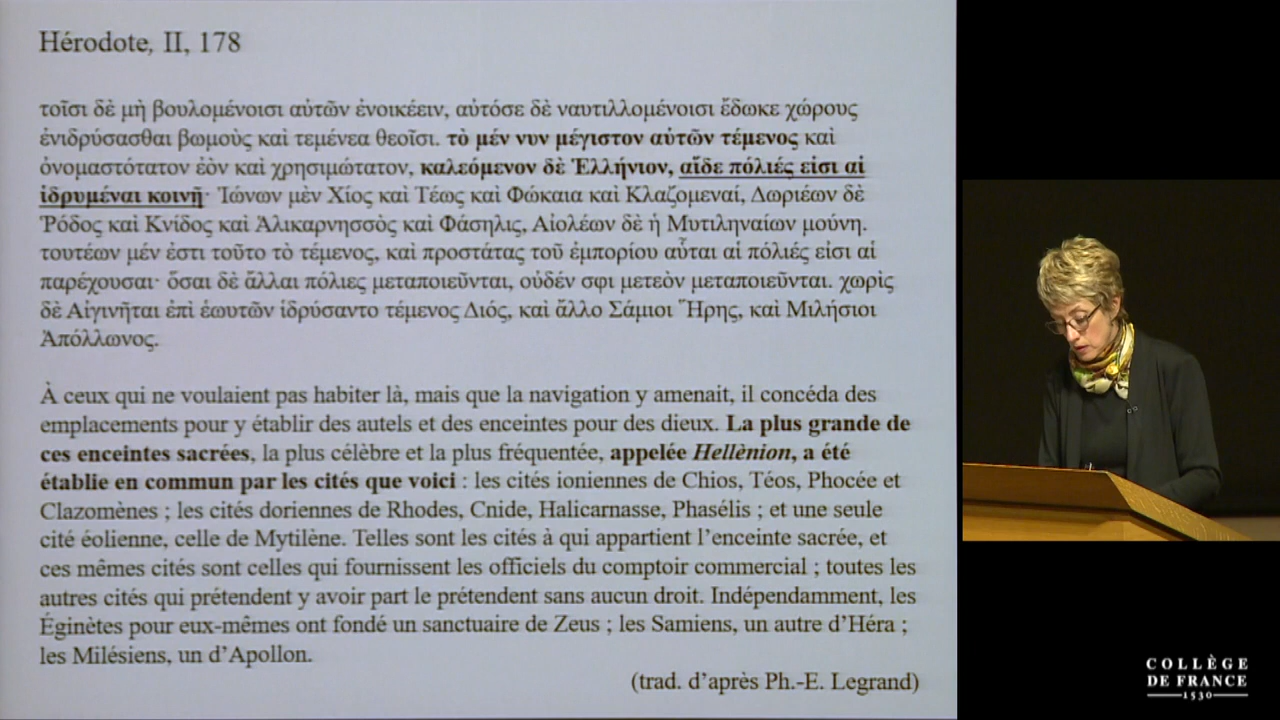 Hérodote, II, 178
τοῖσι δὲ μὴ βουλομένοισι αὐτῶν ἐνοικέειν, αὐτόσε δὲ ναυτιλλομένοισι ἔδωκε χώρους
ἐνιδρύσασθαι βωμοὺς καὶ τεμένεα θεοῖσι. τὸ μέν νυν μέγιστον αὐτῶν τέμενος καὶ
ὀνομαστότατον ἐὸν καὶ χρησιμώτατον, καλεόμενον δὲ Ἑλλήνιον, αἵδε πόλιές εἰσι αἱ
ἱδρυμέναι κοινῇ· Ἰώνων μὲν Χίος καὶ Τέως καὶ Φώκαια καὶ Κλαζομεναί, Δωριέων δὲ
Ῥόδος καὶ Κνίδος καὶ Ἁλικαρνησσὸς καὶ Φάσηλις, Αἰολέων δὲ ἡ Μυτιληναίων μούνη.
τουτέων μέν ἐστι τοῦτο τὸ τέμενος, καὶ προστάτας τοῦ ἐμπορίου αὗται αἱ πόλιές εἰσι αἱ
παρέχουσαι· ὅσαι δὲ ἄλλαι πόλιες μεταποιεῦνται, οὐδέν σφι μετεὸν μεταποιεῦνται. χωρὶς
δὲ Αἰγινῆται ἐπὶ ἑωυτῶν ἱδρύσαντο τέμενος Διός, καὶ ἄλλο Σάμιοι Ἥρης, καὶ Μιλήσιοι
Ἀπόλλωνος.
À ceux qui ne voulaient pas habiter là, mais que la navigation y amenait, il concéda des
emplacements pour y établir des autels et des enceintes pour des dieux. La plus grande de
ces enceintes sacrées, la plus célèbre et la plus fréquentée, appelée Hellènion, a été
établie en commun par les cités que voici : les cités ioniennes de Chios, Téos, Phocée et
Clazomènes ; les cités doriennes de Rhodes, Cnide, Halicarnasse, Phasélis ; et une seule
cité éolienne, celle de Mytilène. Telles sont les cités à qui appartient l'enceinte sacrée, et
ces mêmes cités sont celles qui fournissent les officiels du comptoir commercial ; toutes les
autres cités qui prétendent y avoir part le prétendent sans aucun droit. Indépendamment, les
Éginètes pour eux-mêmes ont fondé un sanctuaire de Zeus ; les Samiens, un autre d'Héra ;
les Milésiens, un d'Apollon.
(trad. d'après Ph.-E. Legrand)
COLLÈGE
DE FRANCE
1530